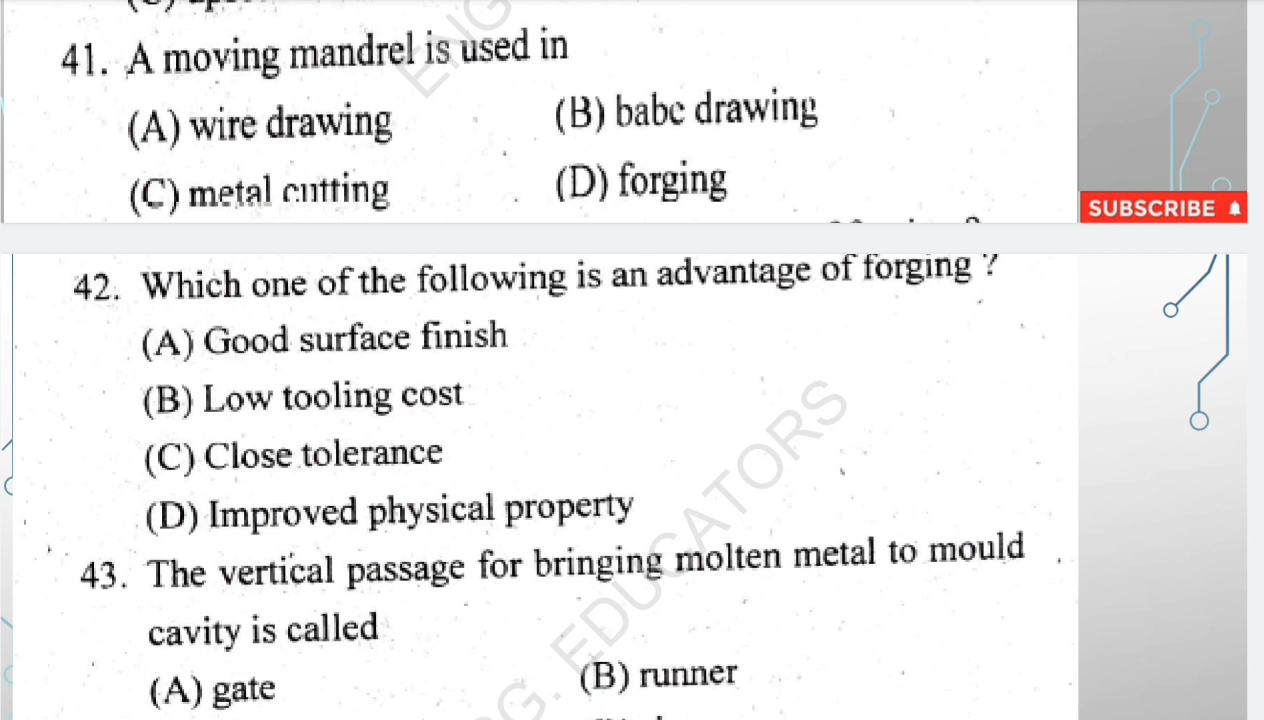 41. A moving mandrel is used in
(A) wire drawing (B) babc drawing
(C) metal cutting (D) forging
SUBSCRIBE
42. Which one of the following is an advantage of forging ?
(A) Good surface finish
(B) Low tooling cost
(C) Close tolerance
(D) Improved physical property
43. The vertical passage for bringing molten metal to mould
cavity is called
(A) gate (B) runner
ENG
G. EDUCATORS